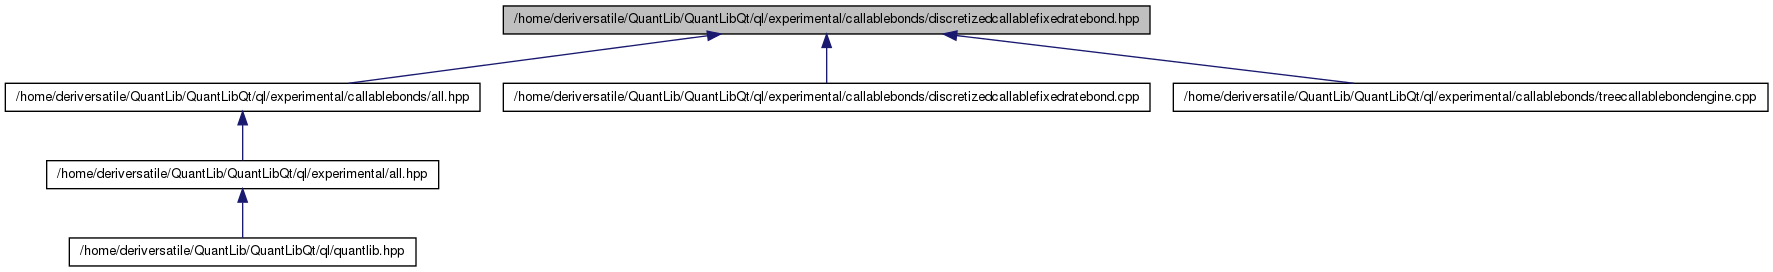 /home/deriversatile/QuantLib/QuantLibQt/ql/experimental/callablebonds/discretizedcallablefixedratebond.hpp
/home/deriversatile/QuantLib/QuantLibQt/ql/experimental/callablebonds/all.hpp
/home/deriversatile/QuantLib/QuantLibQt/ql/experimental/callablebonds/discretizedcallablefixedratebond.cpp
/home/deriversatile/QuantLib/QuantLibQt/ql/experimental/callablebonds/treecallablebondengine.cpp
/home/deriversatile/QuantLib/QuantLibQt/ql/experimental/all.hpp
/home/deriversatile/QuantLib/QuantLibQt/ql/quantlib.hpp